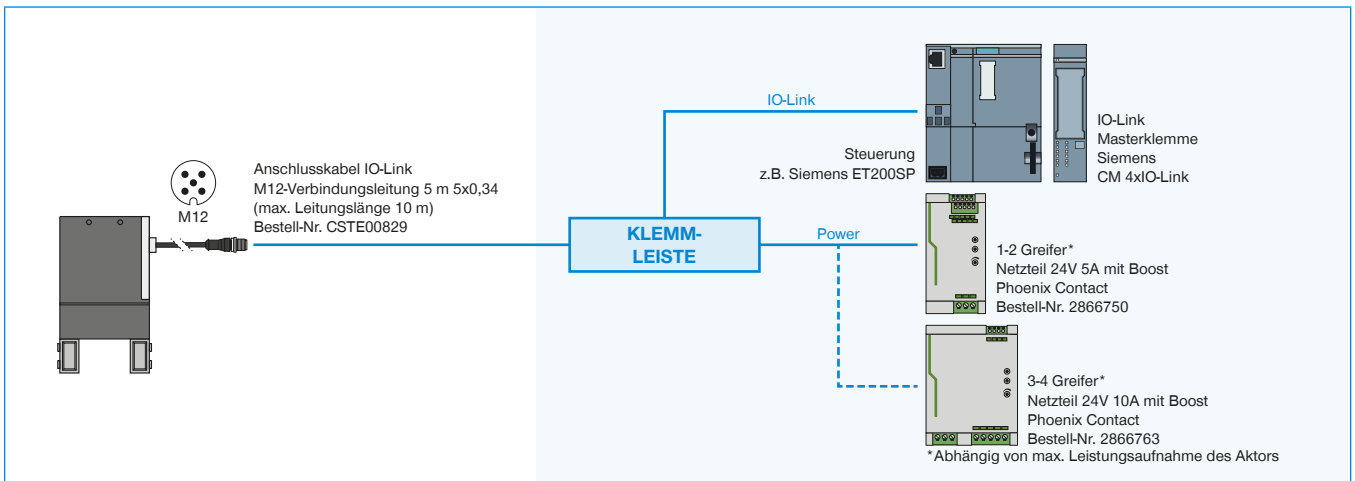 M12
Anschlusskabel IO-Link
M12-Verbindungsleitung 5 m 5x0,34
(max. Leitungslänge 10 m)
Bestell-Nr. CSTE00829
KLEMM-
LEISTE
IO-Link
Power
Steuerung
z.B. Siemens ET200SP
IO-Link
Masterklemme
Siemens
CM 4xIO-Link
1-2 Greifer*
Netzteil 24V 5A mit Boost
Phoenix Contact
Bestell-Nr. 2866750
3-4 Greifer*
Netzteil 24V 10A mit Boost
Phoenix Contact
Bestell-Nr. 2866763
*Abhängig von max. Leistungsaufnahme des Aktors